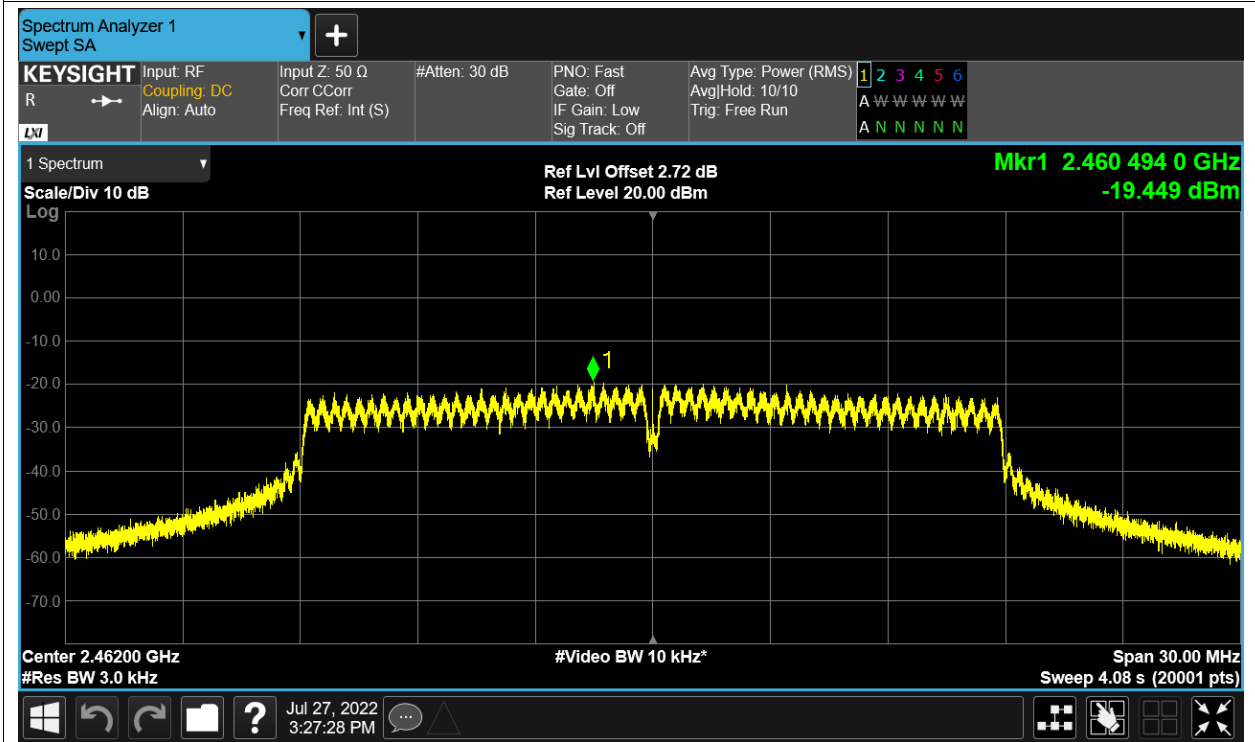 Spectrum Analyzer 1
Swept SA
KEYSIGHT
R
LXI
Input: RF
Coupling: DC
Align: Auto
Input Z: 50 Ω
Corr CCorr
Freq Ref: Int (S)
#Atten: 30 dB
PNO: Fast
Gate: Off
IF Gain: Low
Sig Track: Off
Avg Type: Power (RMS)
Avg|Hold: 10/10
Trig: Free Run
1 2 3 4 5 6
A W W W W W
A N N N N N
1 Spectrum
Scale/Div 10 dB
Log
Ref Lvl Offset 2.72 dB
Ref Level 20.00 dBm
Mkr1 2.460 494 0 GHz
-19.449 dBm
10.0
0.00
-10.0
-20.0
-30.0
-40.0
-50.0
-60.0
-70.0
1
Center 2.46200 GHz
#Res BW 3.0 kHz
#Video BW 10 kHz*
Span 30.00 MHz
Sweep 4.08 s (20001 pts)
?
Jul 27, 2022
3:27:28 PM